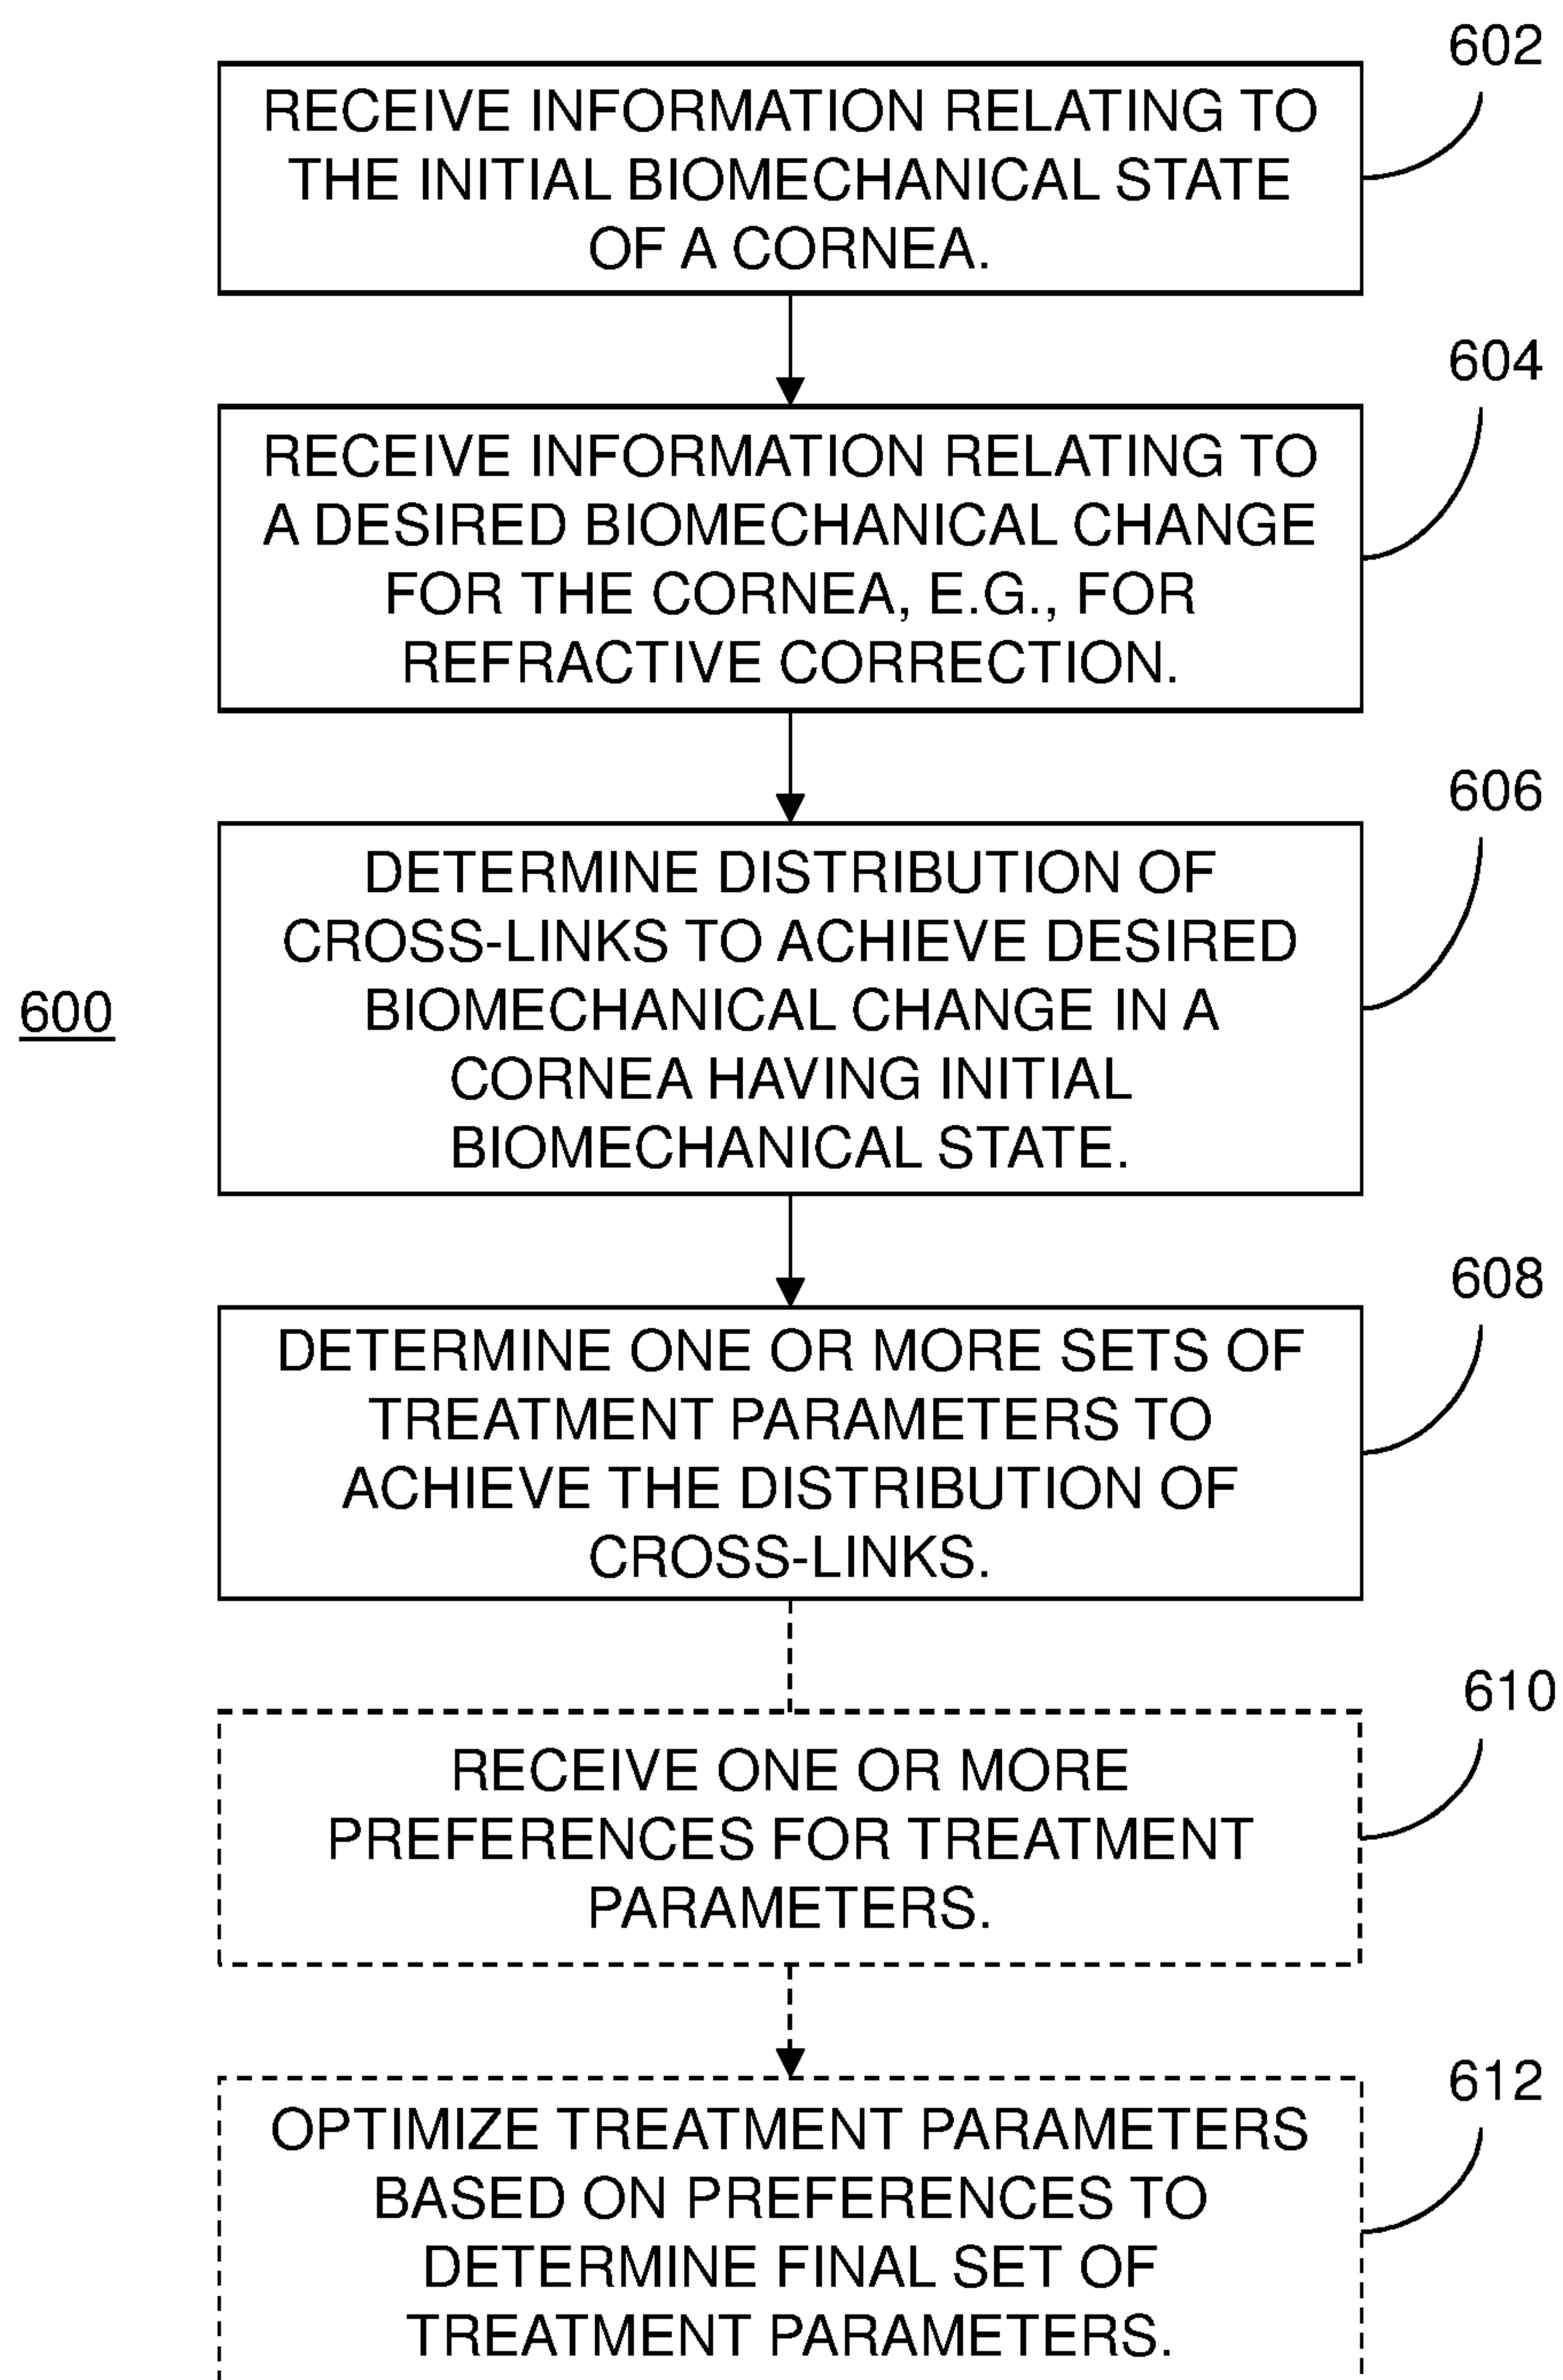 602
RECEIVE INFORMATION RELATING TO
THE INITIAL BIOMECHANICAL STATE
OF A CORNEA.
604
RECEIVE INFORMATION RELATING TO
A DESIRED BIOMECHANICAL CHANGE
FOR THE CORNEA, E.G., FOR
REFRACTIVE CORRECTION.
606
DETERMINE DISTRIBUTION OF
CROSS-LINKS TO ACHIEVE DESIRED
BIOMECHANICAL CHANGE IN A
CORNEA HAVING INITIAL
BIOMECHANICAL STATE.
600
608
DETERMINE ONE OR MORE SETS OF
TREATMENT PARAMETERS TO
ACHIEVE THE DISTRIBUTION OF
CROSS-LINKS.
610
RECEIVE ONE OR MORE
PREFERENCES FOR TREATMENT
PARAMETERS.
612
OPTIMIZE TREATMENT PARAMETERS
BASED ON PREFERENCES TO
DETERMINE FINAL SET OF
TREATMENT PARAMETERS.